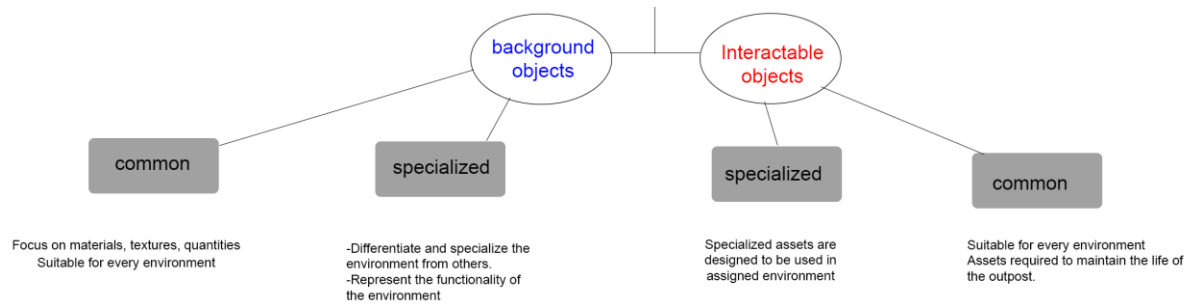 background
objects
Interactable
objects
common
specialized
specialized
common
Focus on materials, textures, quantities
Suitable for every environment
-Differentiate and specialize the
environment from others.
-Represent the functionality of
the environment
Specialized assets are
designed to be used in
assigned environment
Suitable for every environment
Assets required to maintain the life of
the outpost.